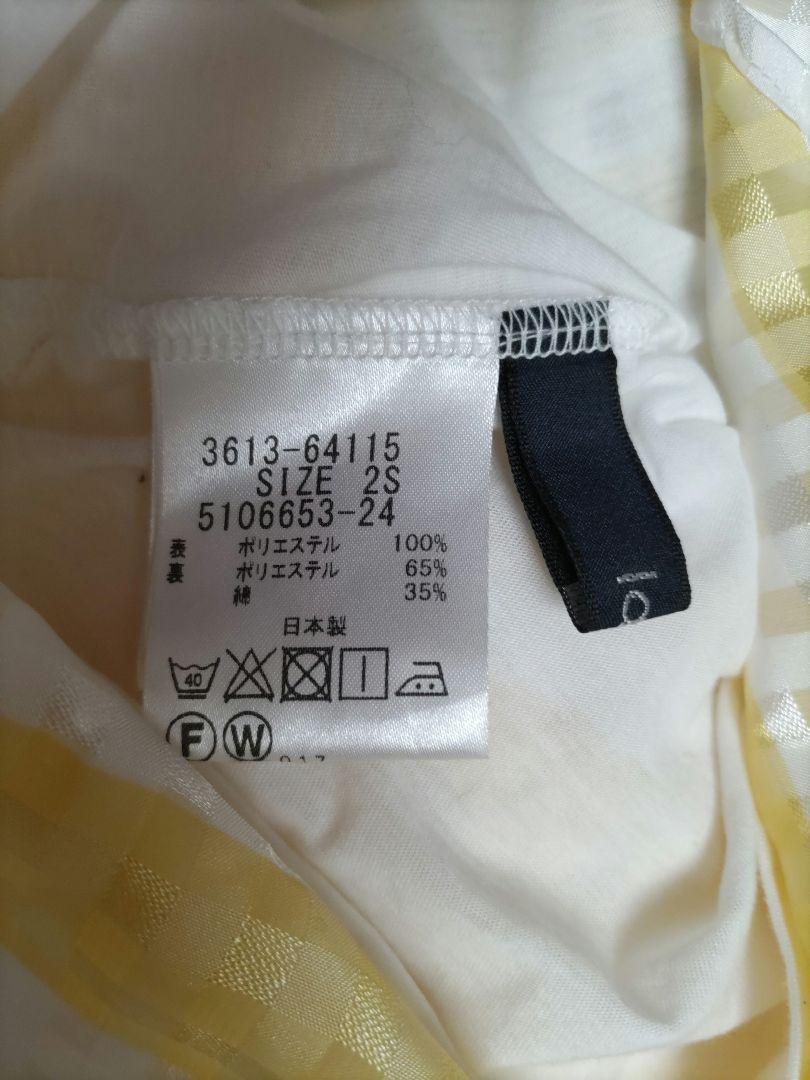 3613-64115
SIZE 2S
5106653-24
表 ポリエステル 100%
裏 ポリエステル 65%
綿 35%
日本製
40
F W